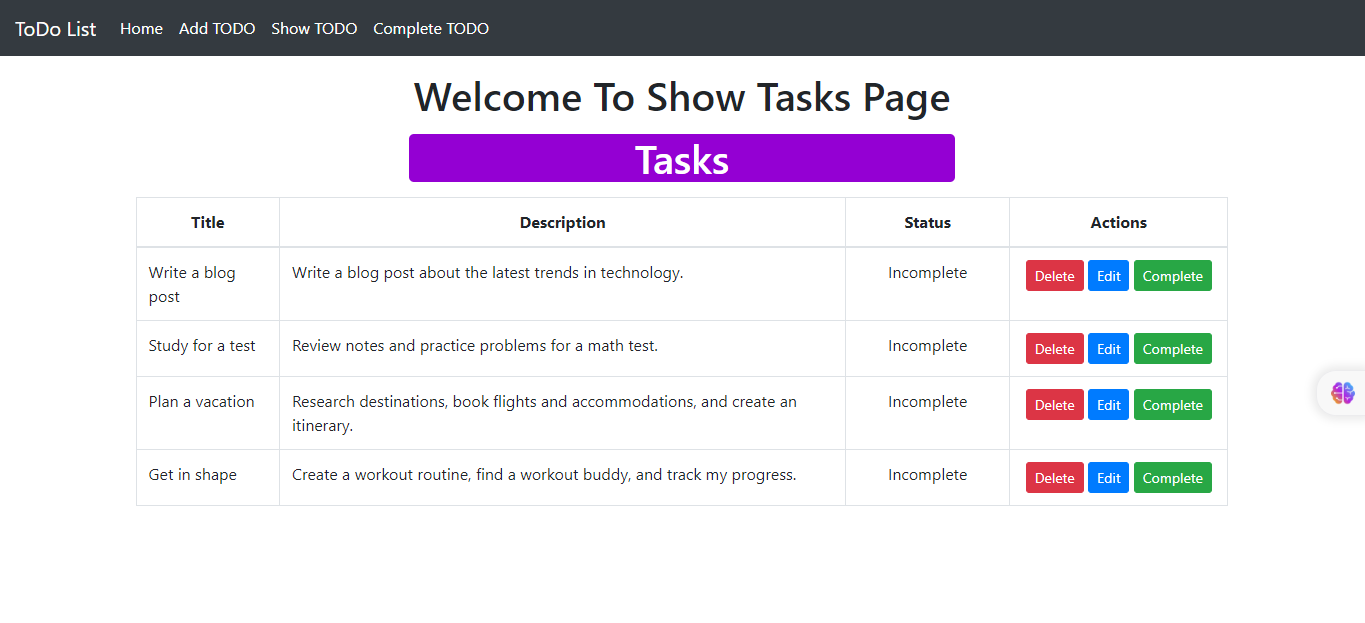 ToDo List Home Add TODO Show TODO Complete TODO
Welcome To Show Tasks Page
Tasks
Title Description Status Actions
Write a blog post Write a blog post about the latest trends in technology. Incomplete Delete Edit Complete
Study for a test Review notes and practice problems for a math test. Incomplete Delete Edit Complete
Plan a vacation Research destinations, book flights and accommodations, and create an itinerary. Incomplete Delete Edit Complete
Get in shape Create a workout routine, find a workout buddy, and track my progress. Incomplete Delete Edit Complete